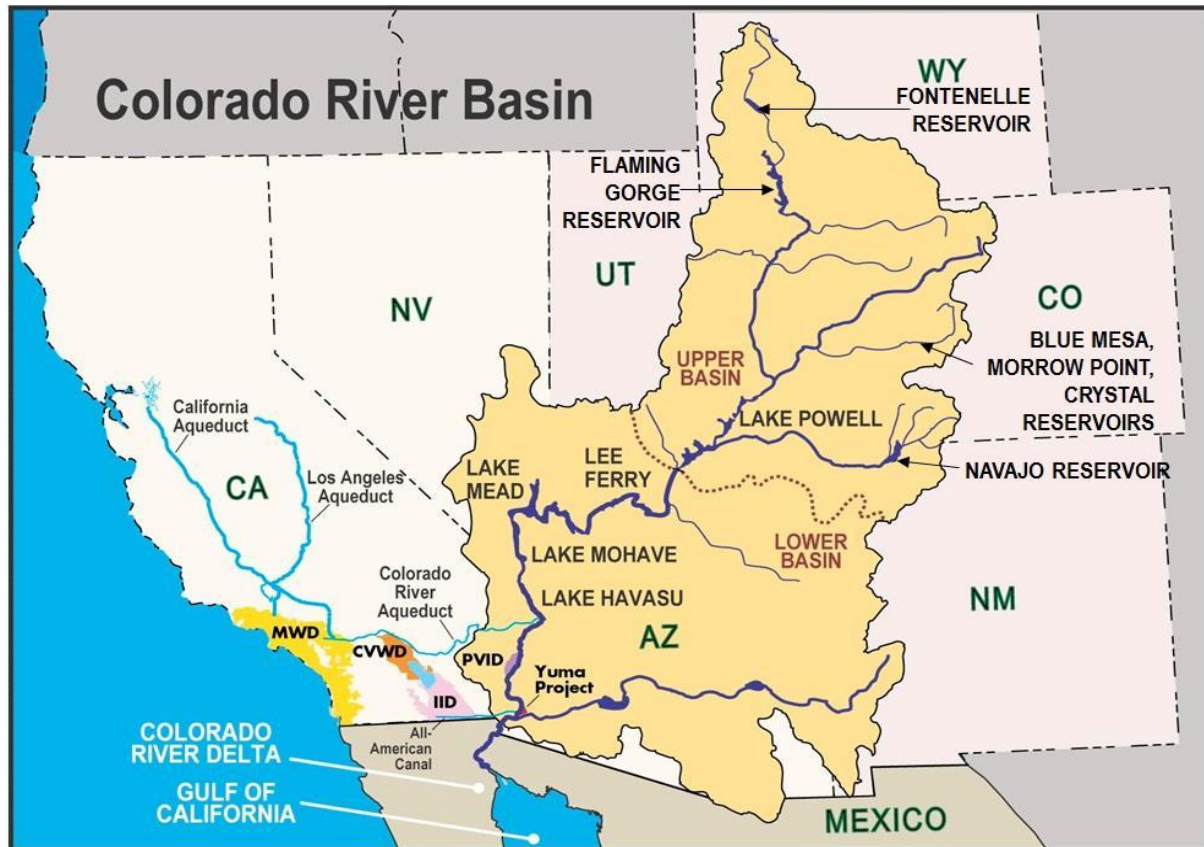 Colorado River Basin
WY
FONTENELLE
RESERVOIR
FLAMING
GORGE
RESERVOIR
UT
NV
CO
BLUE MESA,
MORROW POINT,
CRYSTAL
RESERVOIRS
UPPER
BASIN
LAKE POWELL
NAVAJO RESERVOIR
California
Aqueduct
CA
Los Angeles
Aqueduct
LAKE
MEAD
LEE
FERRY
LOWER
BASIN
LAKE MOHAVE
Colorado
River
Aqueduct
LAKE HAVASU
NM
AZ
MWD
CVWD
PVID
Yuma
Project
IID
All-
American
Canal
COLORADO
RIVER DELTA
GULF OF
CALIFORNIA
MEXICO